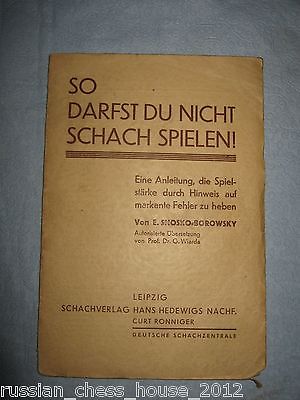 SO
DARFST DU NICHT
SCHACH SPIELEN!
Eine Anleitung, die Spiel-
stärke durch Hinweis auf
markante Fehler zu heben
Von E. SNOSKO-BOROWSKY
Autorisierte Übersetzung
von Prof. Dr. O. Wiarda
LEIPZIG
SCHACHVERLAG HANS HEDEWIGS NACHF.
CURT RONNIGER
DEUTSCHE SCHACHZENTRALE
russian_chess_house_2012